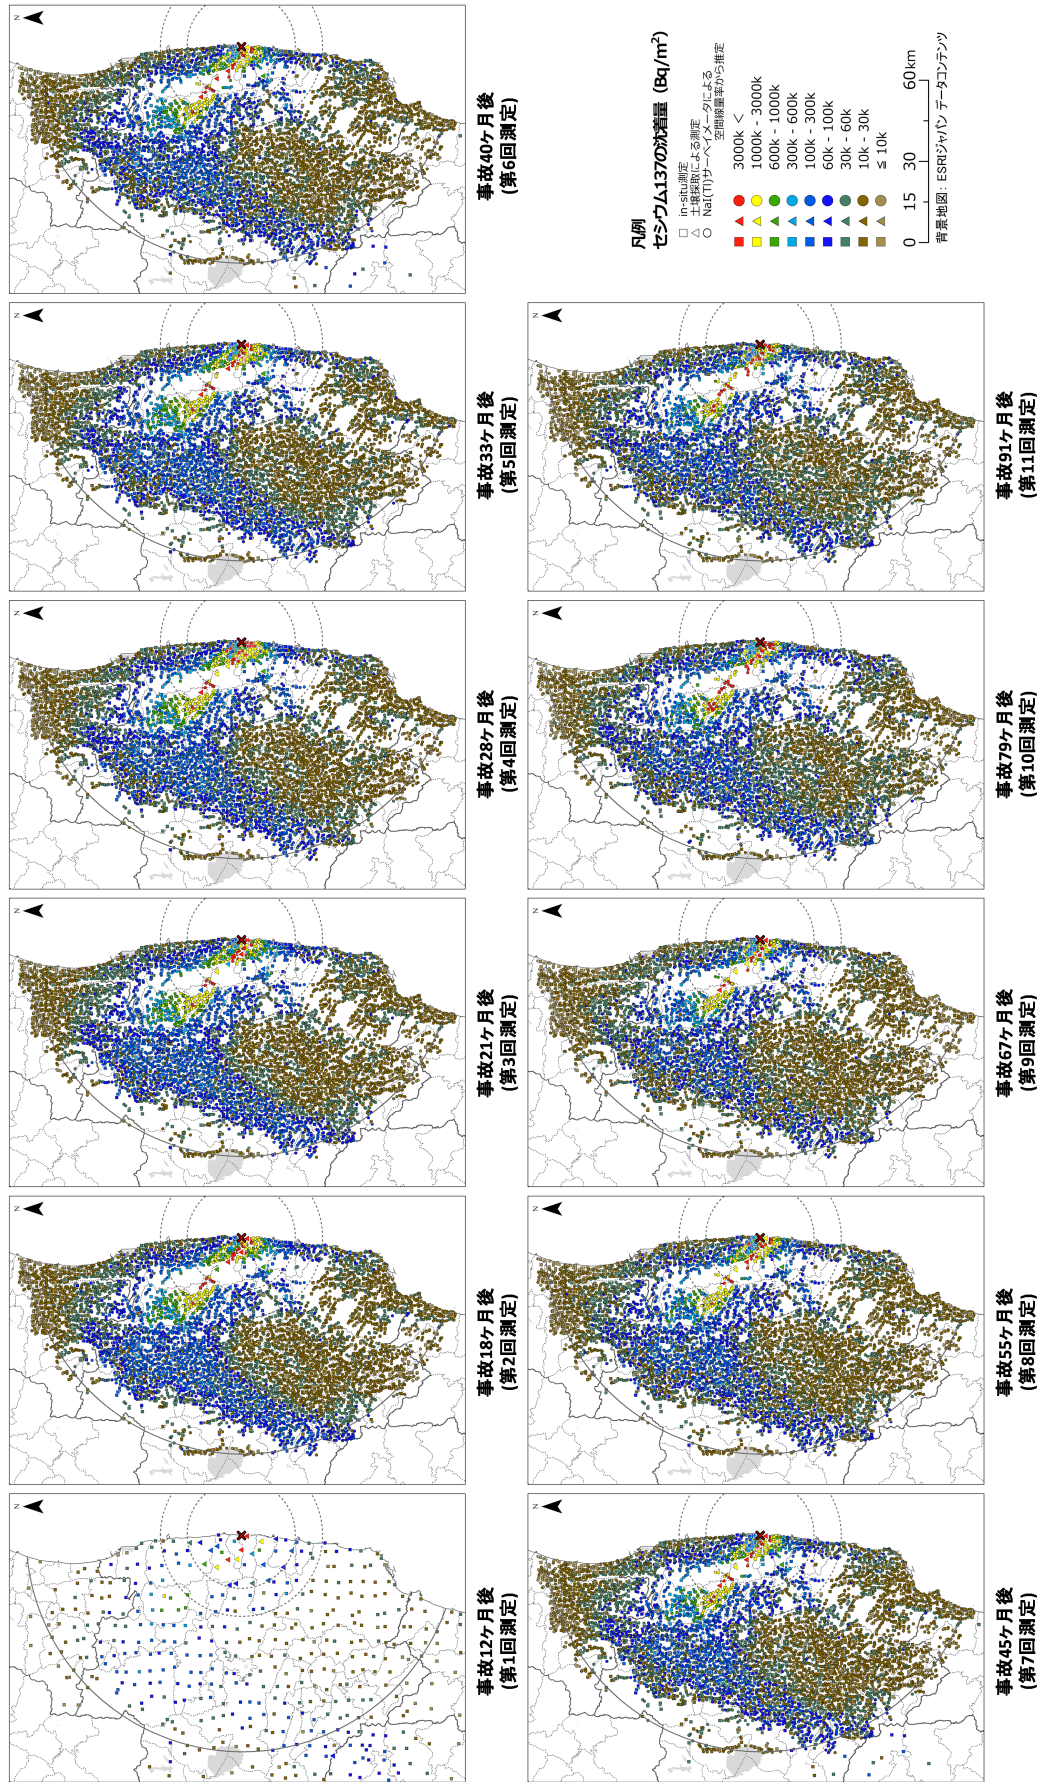 N
事故12ヶ月後
(第1回測定)
N
事故18ヶ月後
(第2回測定)
N
事故21ヶ月後
(第3回測定)
N
事故28ヶ月後
(第4回測定)
N
事故33ヶ月後
(第5回測定)
N
事故40ヶ月後
(第6回測定)
N
事故45ヶ月後
(第7回測定)
N
事故55ヶ月後
(第8回測定)
N
事故67ヶ月後
(第9回測定)
N
事故79ヶ月後
(第10回測定)
N
事故91ヶ月後
(第11回測定)
凡例
セシウム137の沈着量 (Bq/m²)
□ in-situ測定
△ 土壌採取による測定
○ NaI(Tl)サーベイメータによる
空間線量率から推定
3000k <
1000k - 3000k
600k - 1000k
300k - 600k
100k - 300k
60k - 100k
30k - 60k
10k - 30k
≦ 10k
0 15 30 60km
背景地図: ESRIジャパン データコンテンツ